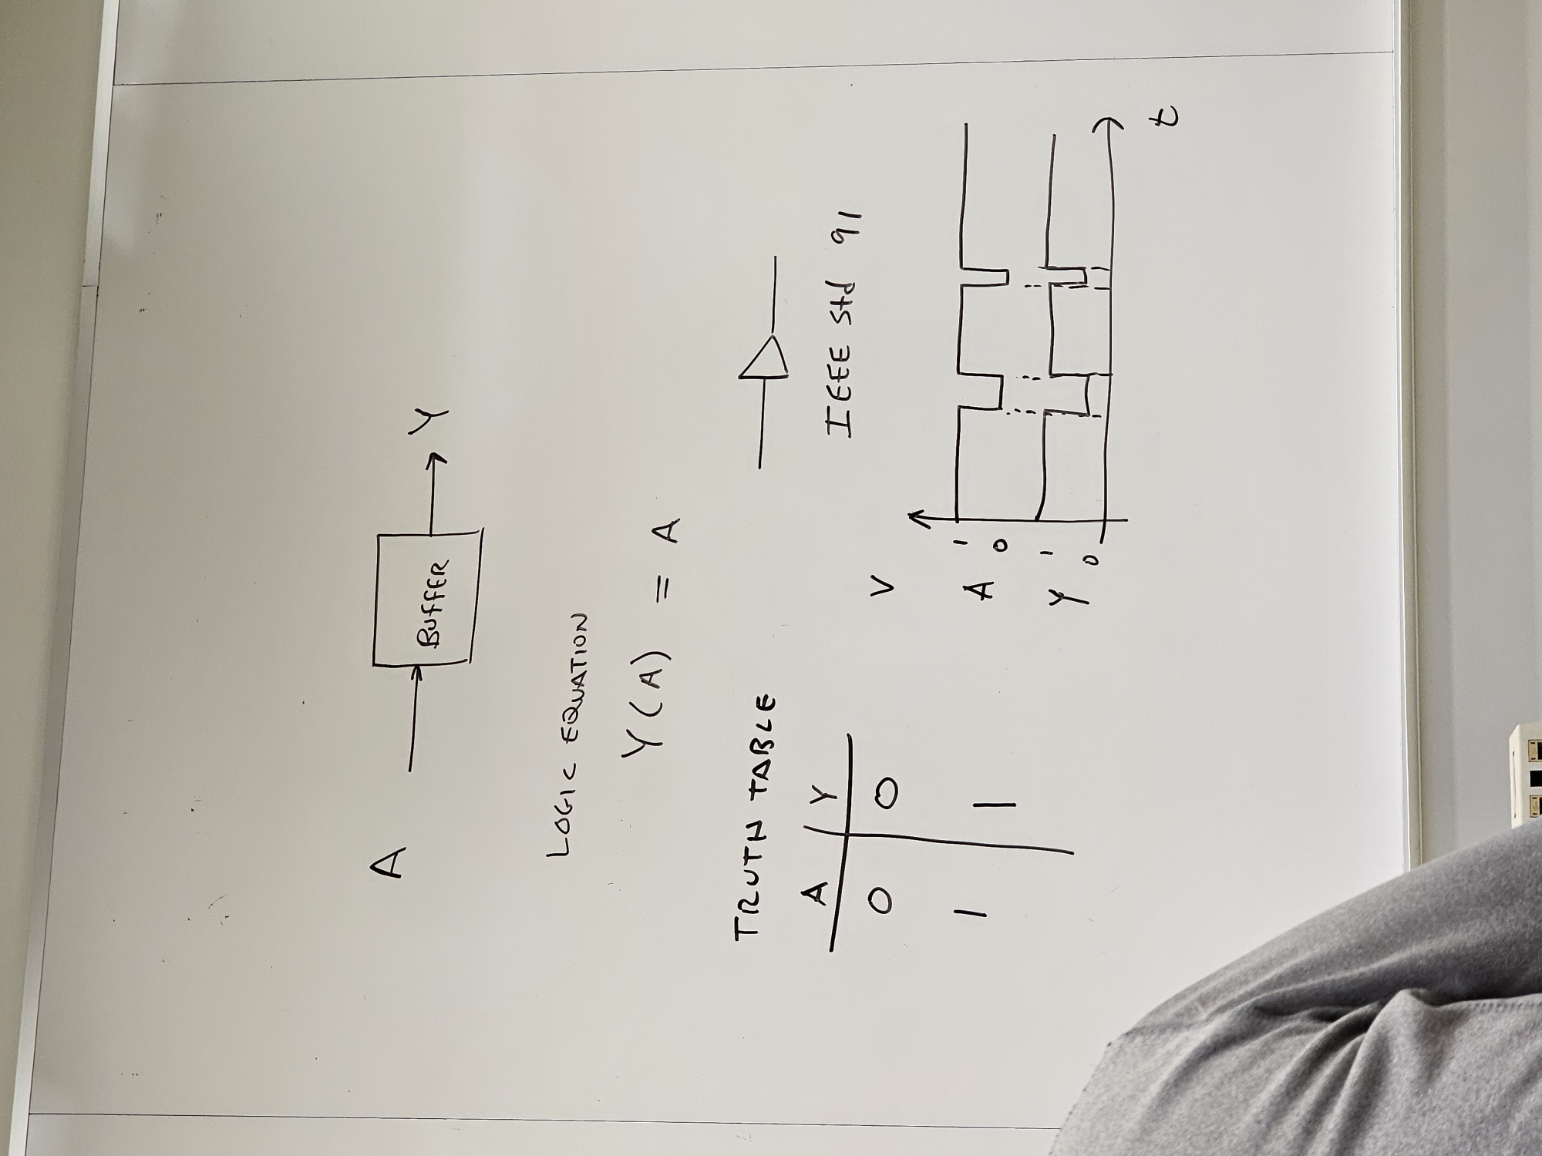 A
BUFFER
Y
LOGIC EQUATION
Y(A) = A
TRUTH TABLE
A Y
0 0
1 1
IEEE Std 91
V
A 1
0
Y 1
0
t